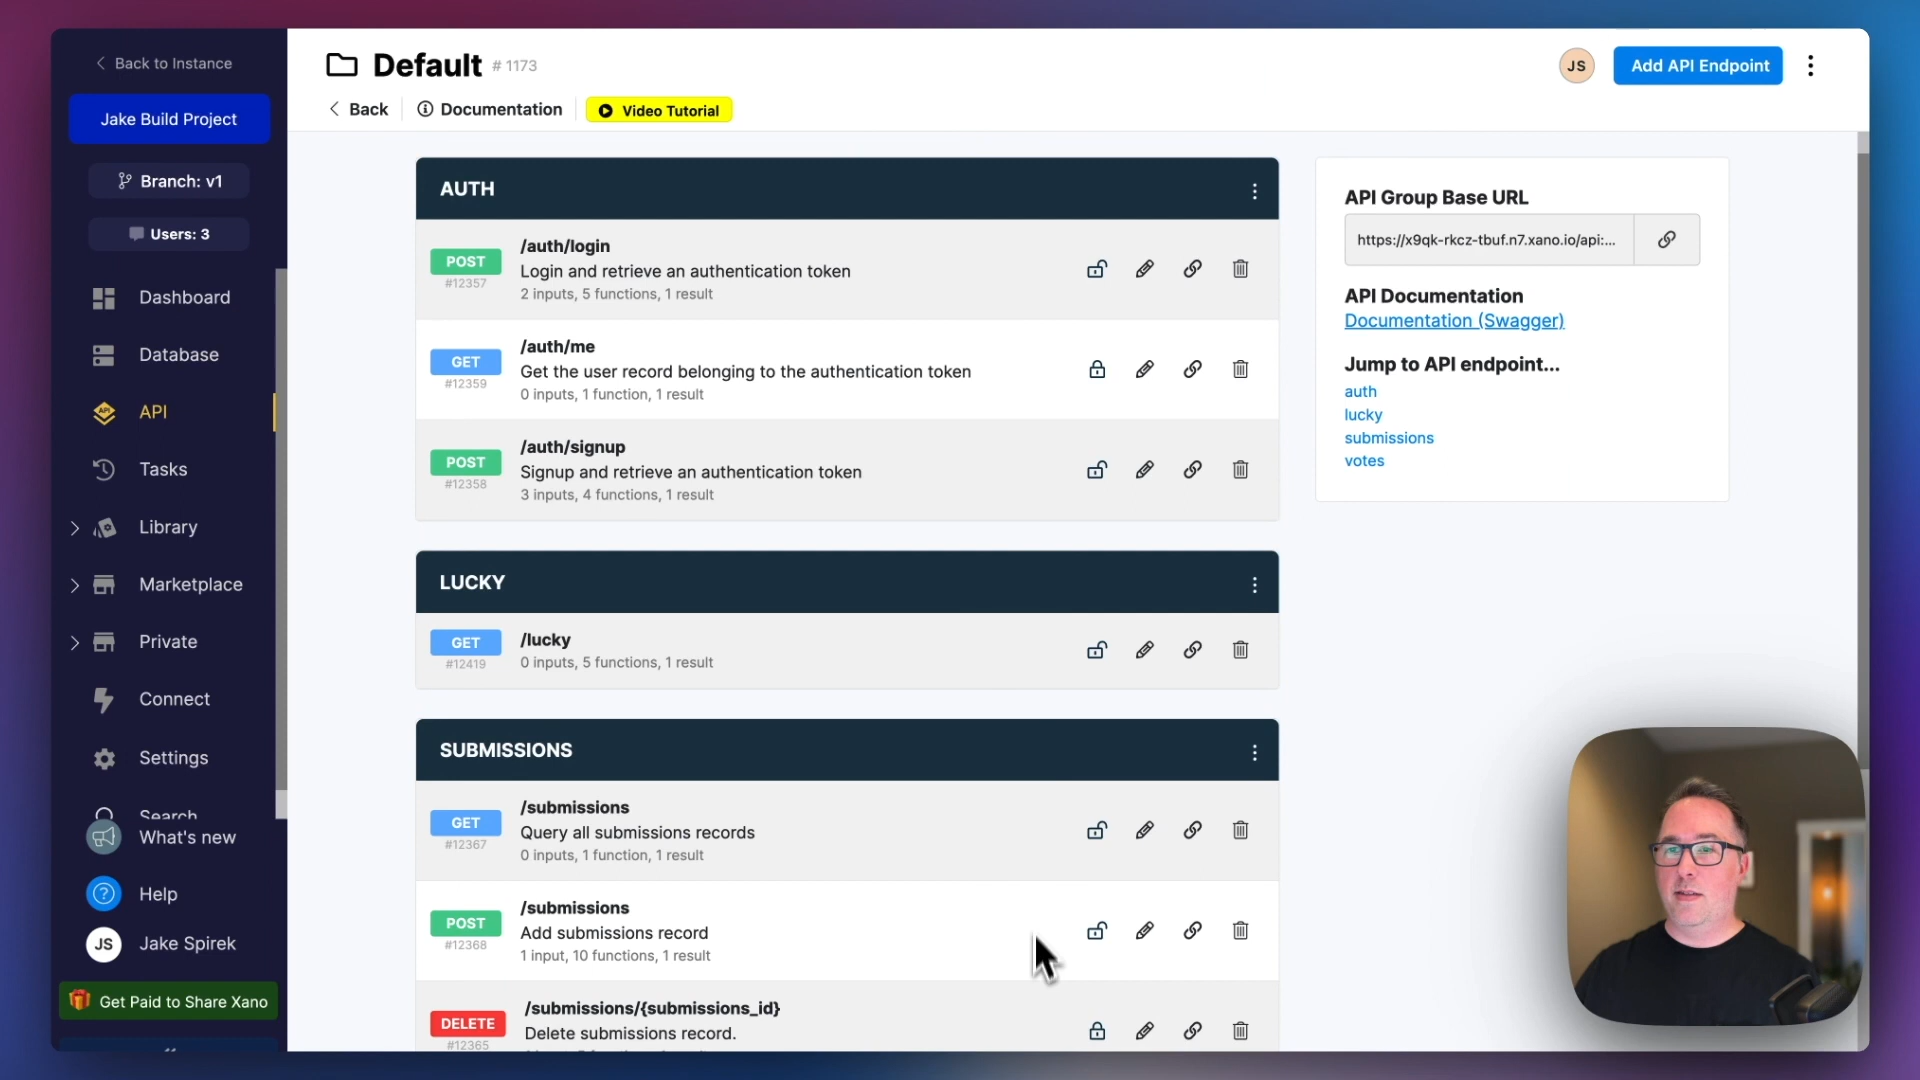 Back to Instance
Jake Build Project
Branch: v1
Users: 3
Dashboard
Database
API
Tasks
Library
Marketplace
Private
Connect
Settings
Search
What's new
Help
JS Jake Spirek
Get Paid to Share Xano
Default # 1173
Back
Documentation
Video Tutorial
JS
Add API Endpoint
AUTH
POST
#12357
/auth/login
Login and retrieve an authentication token
2 inputs, 5 functions, 1 result
GET
#12359
/auth/me
Get the user record belonging to the authentication token
0 inputs, 1 function, 1 result
POST
#12358
/auth/signup
Signup and retrieve an authentication token
3 inputs, 4 functions, 1 result
LUCKY
GET
#12419
/lucky
0 inputs, 5 functions, 1 result
SUBMISSIONS
GET
#12367
/submissions
Query all submissions records
0 inputs, 1 function, 1 result
POST
#12368
/submissions
Add submissions record
1 input, 10 functions, 1 result
DELETE
#12365
/submissions/{submissions_id}
Delete submissions record.
API Group Base URL
https://x9qk-rkcz-tbuf.n7.xano.io/api:...
API Documentation
Documentation (Swagger)
Jump to API endpoint...
auth
lucky
submissions
votes